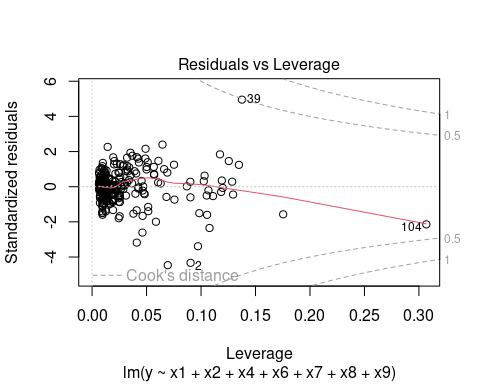 Residuals vs Leverage
Standardized residuals
6
4
2
0
-2
-4
39
1
0.5
104
0.5
1
2
Cook's distance
0.00 0.05 0.10 0.15 0.20 0.25 0.30
Leverage
lm(y ~ x1 + x2 + x4 + x6 + x7 + x8 + x9)